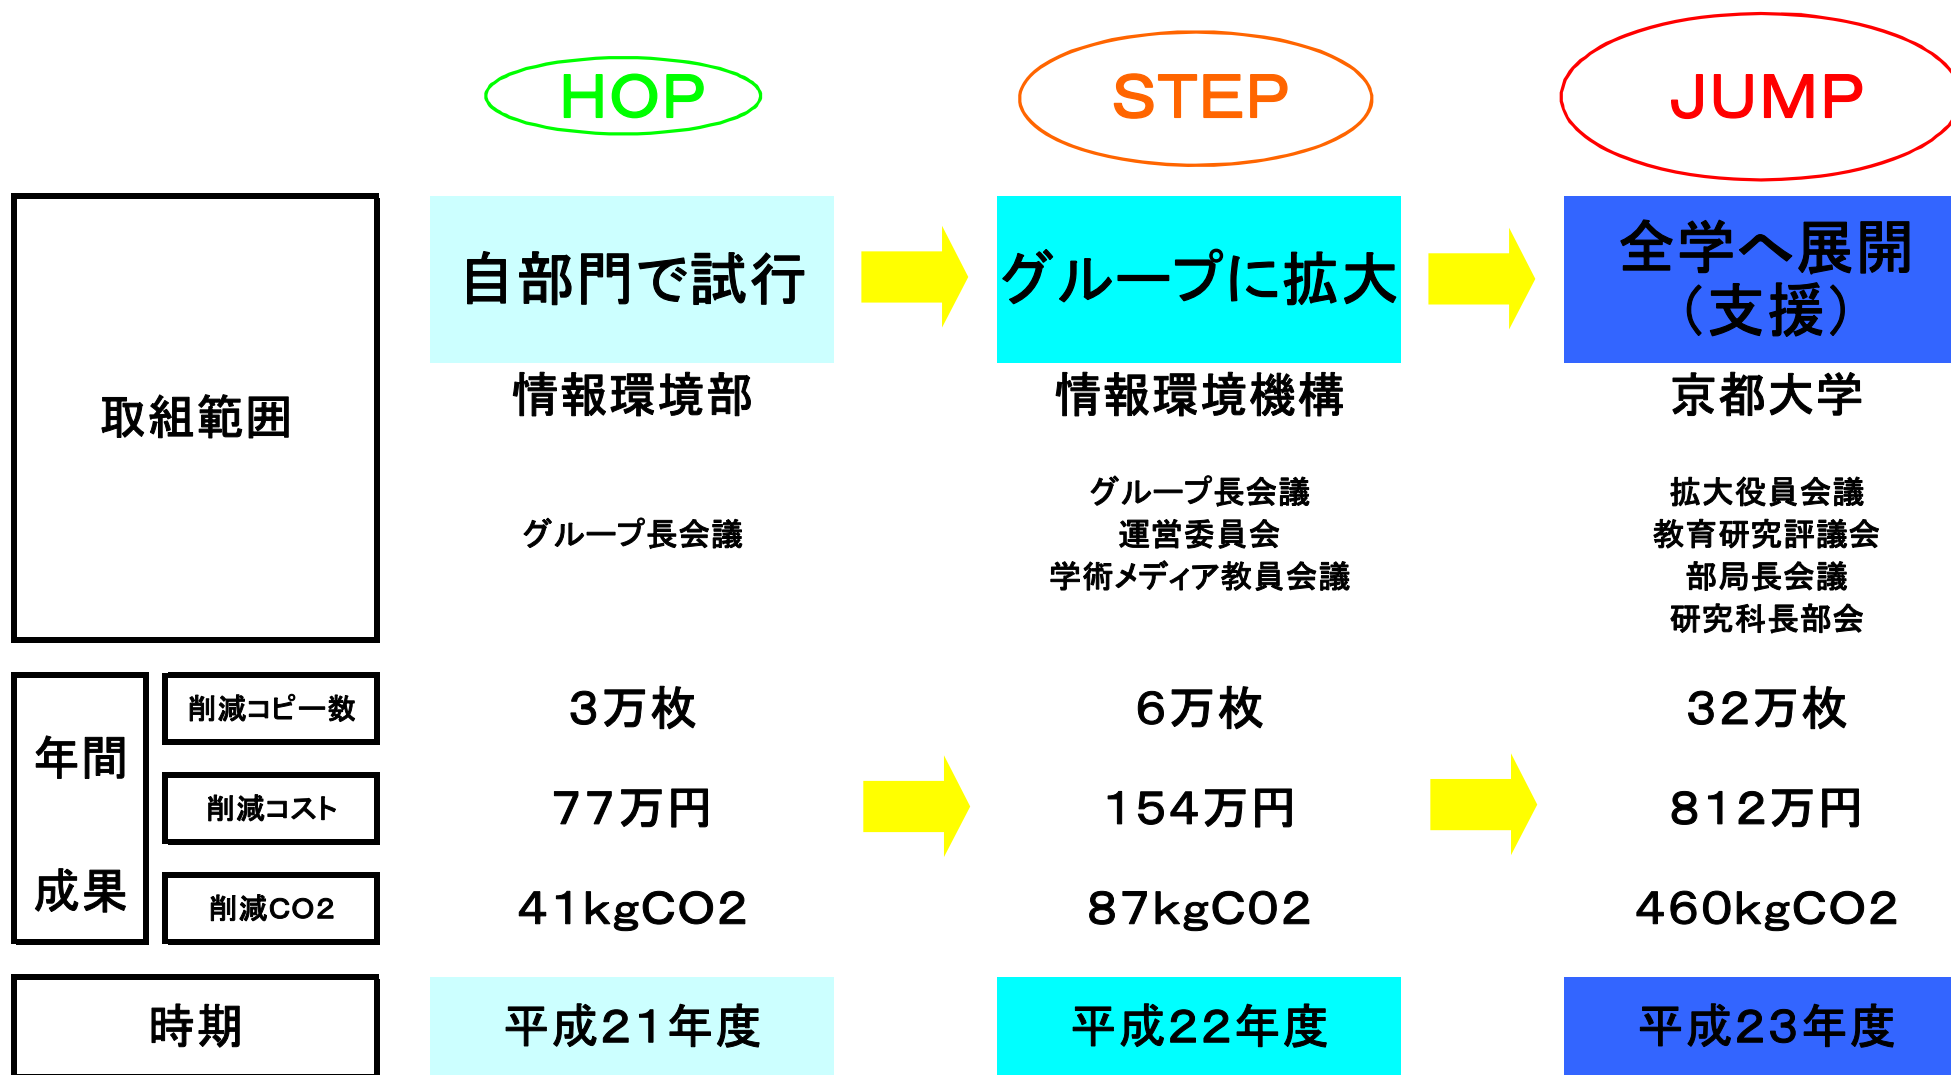 HOP
STEP
JUMP
取組範囲
自部門で試行
グループに拡大
全学へ展開
（支援）
情報環境部
情報環境機構
京都大学
グループ長会議
グループ長会議
運営委員会
学術メディア教員会議
拡大役員会議
教育研究評議会
部局長会議
研究科長部会
年間
成果
削減コピー数
3万枚
6万枚
32万枚
削減コスト
77万円
154万円
812万円
削減CO2
41kgCO2
87kgC02
460kgCO2
時期
平成21年度
平成22年度
平成23年度